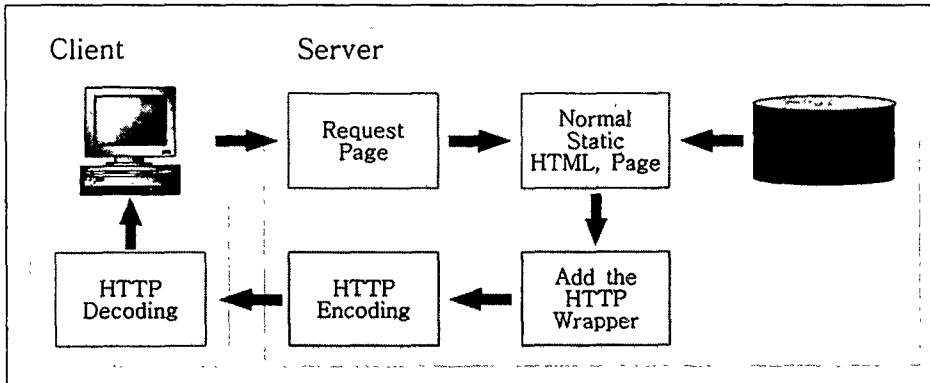 Client
Server
Request
Page
Normal
Static
HTML, Page
HTTP
Decoding
HTTP
Encoding
Add the
HTTP
Wrapper